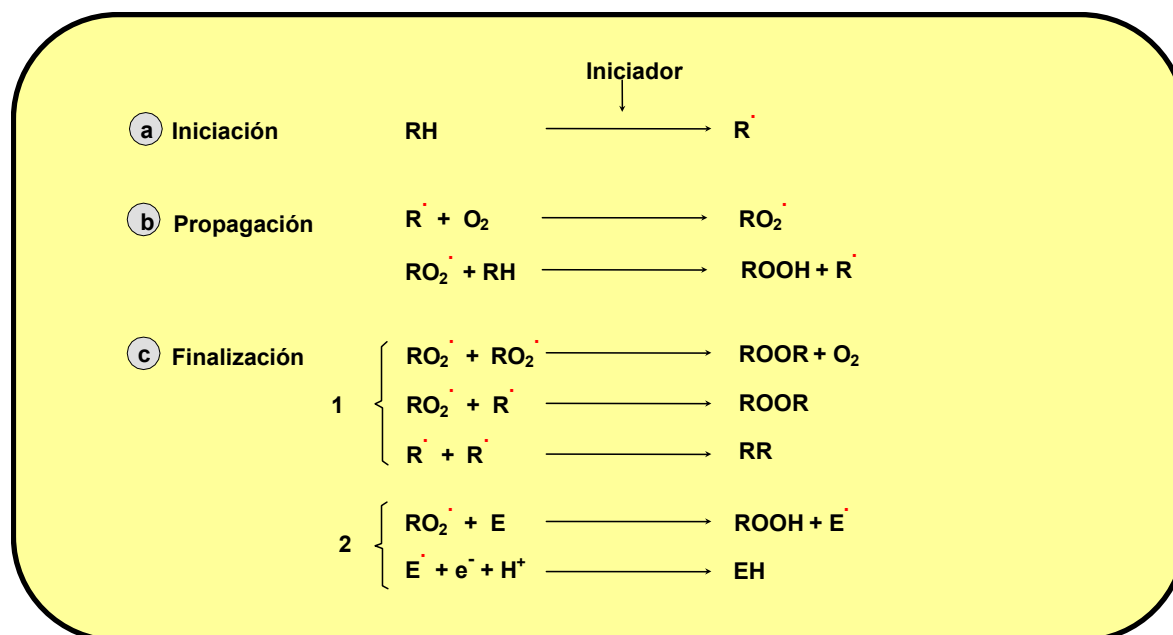 Iniciador
a Iniciación RH R˙
b Propagación R˙ + O₂ RO₂˙
RO₂˙ + RH ROOH + R˙
c Finalización RO₂˙ + RO₂˙ ROOR + O₂
1 RO₂˙ + R˙ ROOR
R˙ + R˙ RR
RO₂˙ + E ROOH + E˙
2
E˙ + e⁻ + H⁺ EH